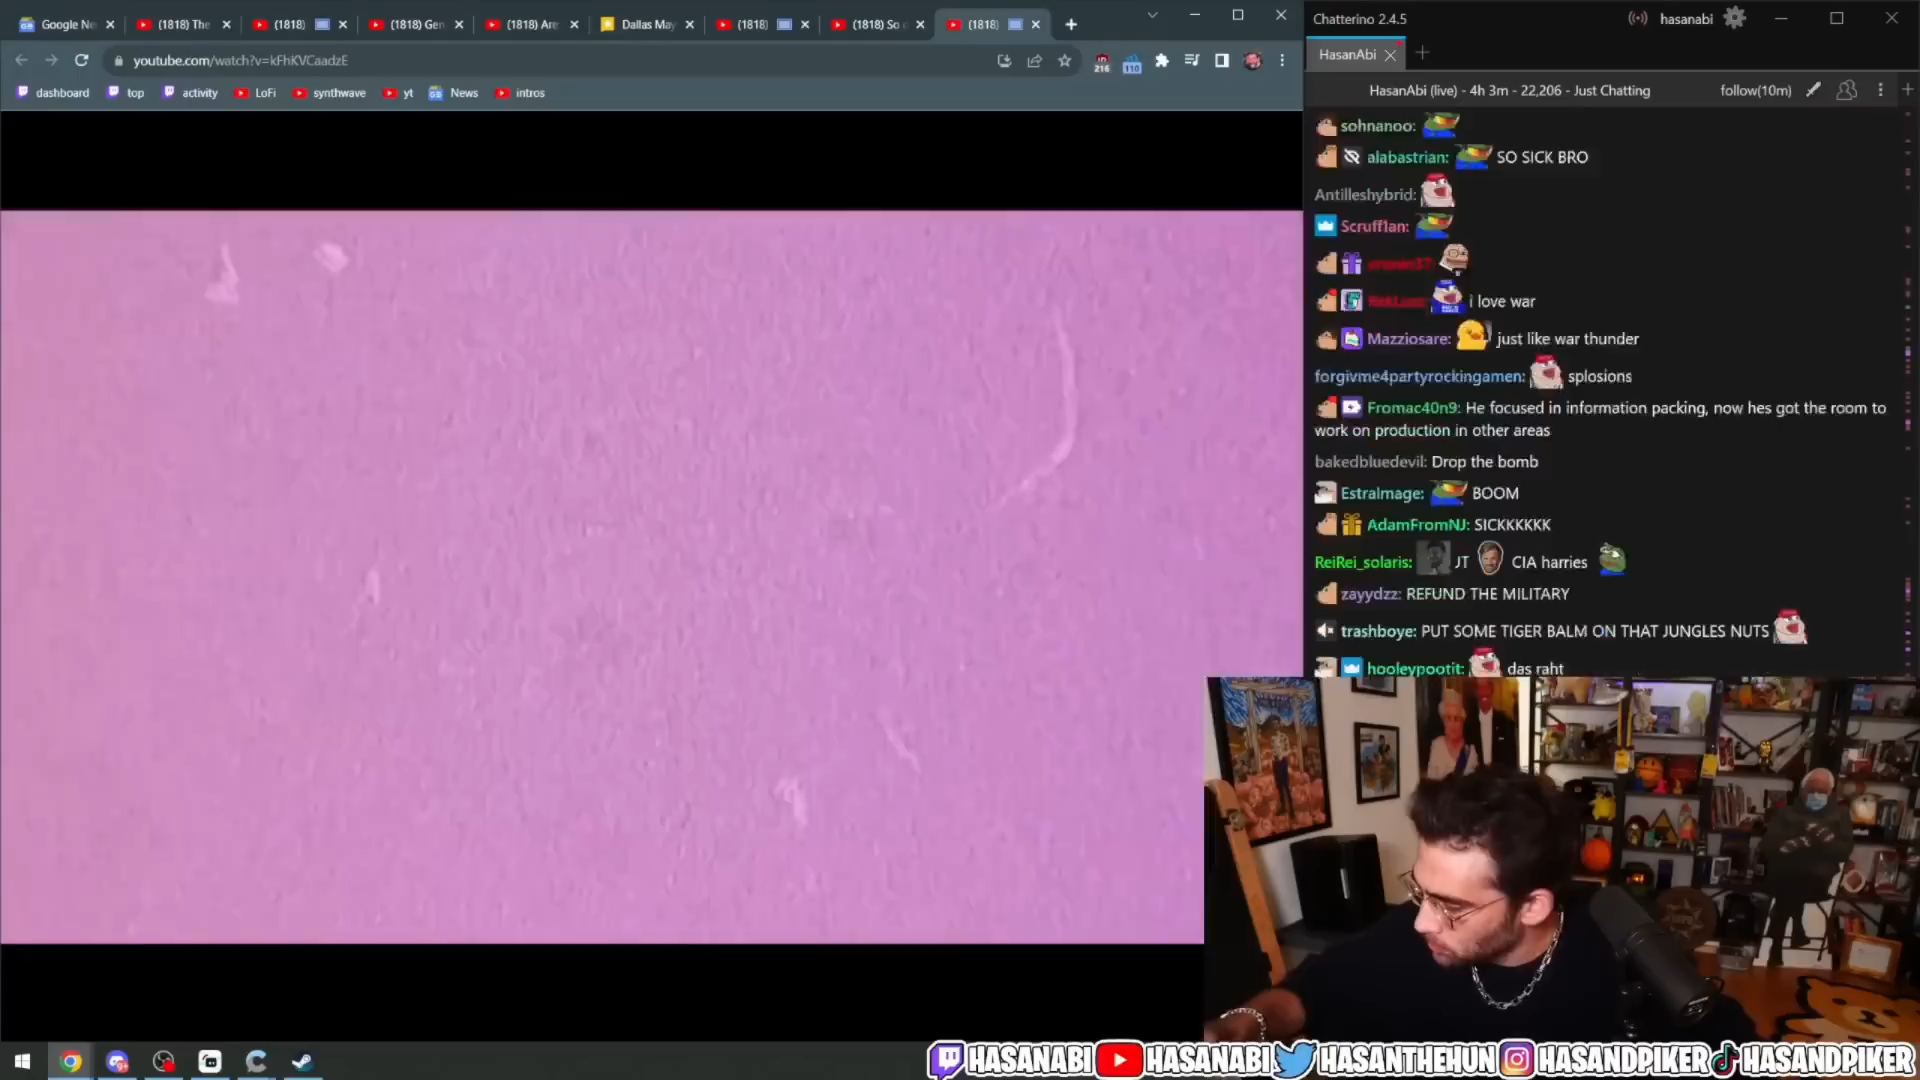 Google Ne
(1818) The
(1818)
(1818) Gen
(1818) Are
Dallas May
(1818)
(1818) So
(1818)
youtube.com/watch?v=kFhKVCaadzE
216
110
dashboard
top
activity
LoFi
synthwave
yt
News
intros
Chatterino 2.4.5
hasanabi
HasanAbi
HasanAbi (live) - 4h 3m - 22,206 - Just Chatting
follow(10m)
sohnanoo:
alabastrian: SO SICK BRO
Antilleshybrid:
Scruff1an:
i love war
Mazziosare: just like war thunder
forgivme4partyrockingamen: splosions
Fromac40n9: He focused in information packing, now hes got the room to
work on production in other areas
bakedbluedevil: Drop the bomb
EstraImage: BOOM
AdamFromNJ: SICKKKKKK
ReiRei_solaris: JT CIA harries
zayydzz: REFUND THE MILITARY
trashboye: PUT SOME TIGER BALM ON THAT JUNGLES NUTS
hooleypootit: das raht
HASANABI HASANABI HASANTHEHUN HASANDPIKER HASANDPIKER